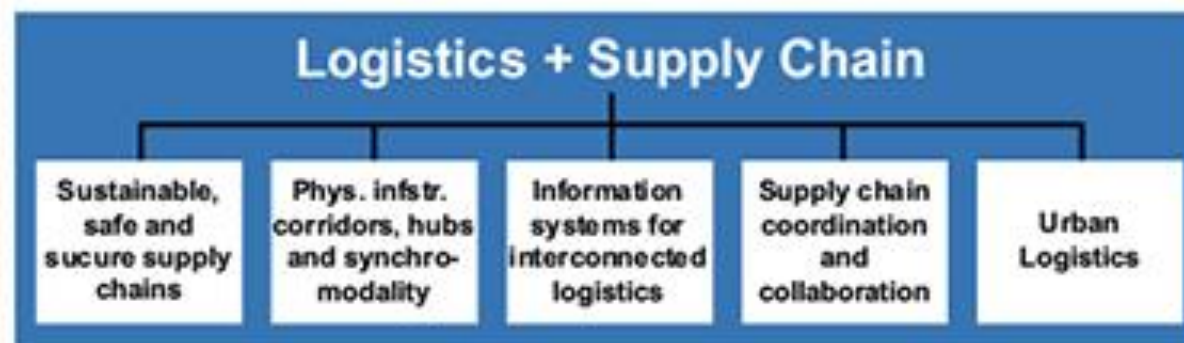 Logistics + Supply Chain
Sustainable,
safe and
sucure supply
chains
Phys. infstr.
corridors, hubs
and synchro-
modality
Information
systems for
interconnected
logistics
Supply chain
coordination
and
collaboration
Urban
Logistics